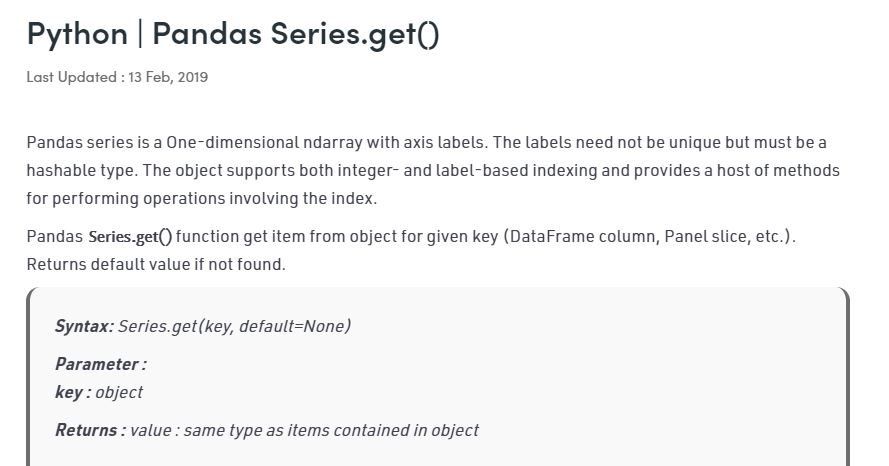 Python | Pandas Series.get()
Last Updated : 13 Feb, 2019
Pandas series is a One-dimensional ndarray with axis labels. The labels need not be unique but must be a
hashable type. The object supports both integer- and label-based indexing and provides a host of methods
for performing operations involving the index.
Pandas Series.get() function get item from object for given key (DataFrame column, Panel slice, etc.).
Returns default value if not found.
Syntax: Series.get(key, default=None)
Parameter :
key : object
Returns : value : same type as items contained in object